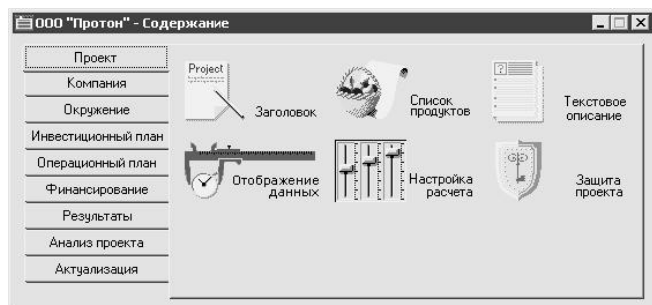 ООО "Протон" - Содержание
Проект
Компания
Окружение
Инвестиционный план
Операционный план
Финансирование
Результаты
Анализ проекта
Актуализация
Project
Заголовок
Список
продуктов
?
Текстовое
описание
Отображение
данных
Настройка
расчета
Защита
проекта